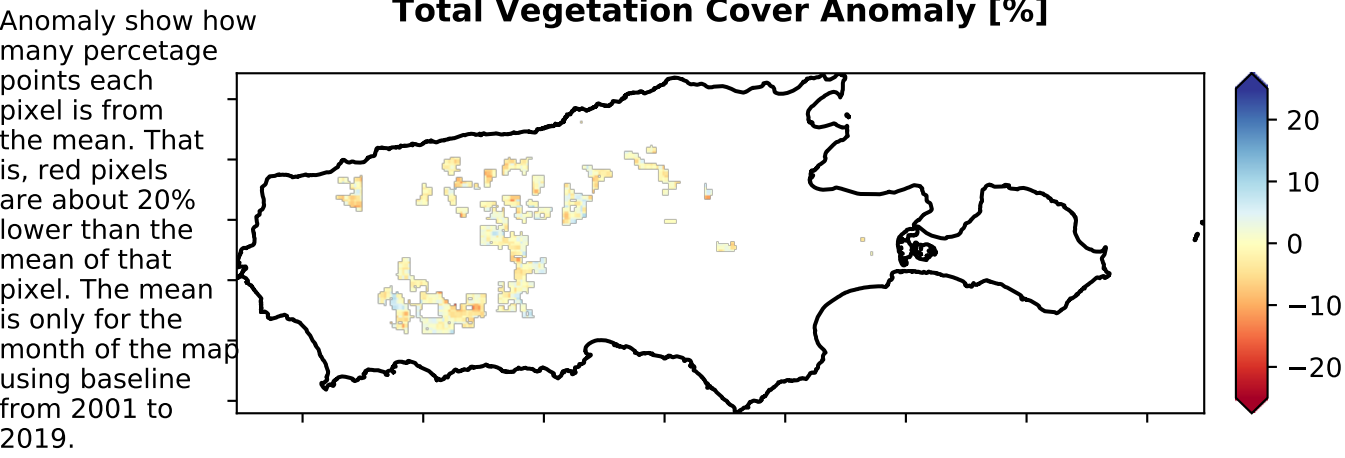 Total Vegetation Cover Anomaly [%]
Anomaly show how
many percetage
points each
pixel is from
the mean. That
is, red pixels
are about 20%
lower than the
mean of that
pixel. The mean
is only for the
month of the map
using baseline
from 2001 to
2019.
20
10
0
−10
−20